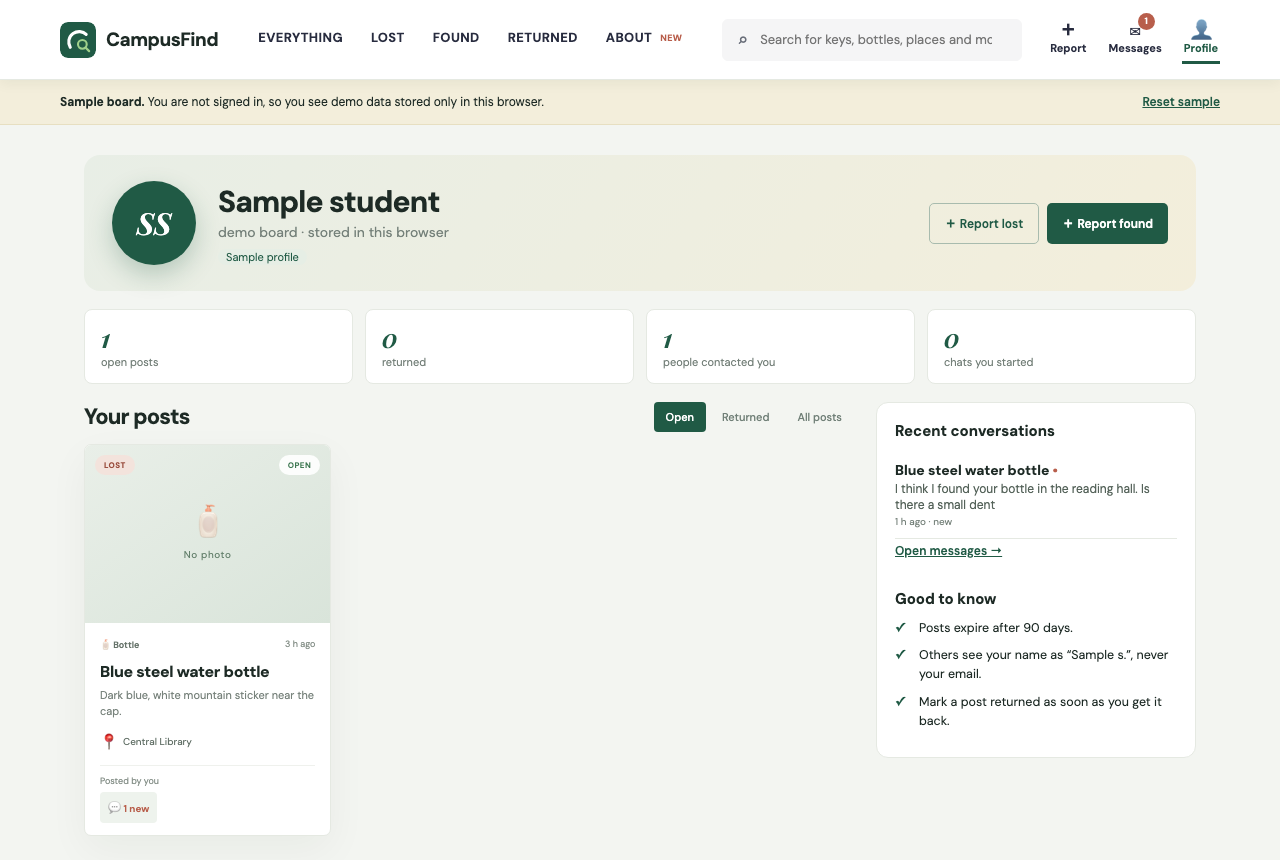 CampusFind
EVERYTHING
LOST
FOUND
RETURNED
ABOUT NEW
Search for keys, bottles, places and mo
Report
1
Messages
Profile
Sample board. You are not signed in, so you see demo data stored only in this browser.
Reset sample
SS
Sample student
demo board · stored in this browser
Sample profile
+ Report lost
+ Report found
1
open posts
0
returned
1
people contacted you
0
chats you started
Your posts
Open
Returned
All posts
LOST
OPEN
No photo
Bottle
3 h ago
Blue steel water bottle
Dark blue, white mountain sticker near the
cap.
Central Library
Posted by you
1 new
Recent conversations
Blue steel water bottle •
I think I found your bottle in the reading hall. Is
there a small dent
1 h ago · new
Open messages →
Good to know
✓ Posts expire after 90 days.
✓ Others see your name as “Sample s.”, never
your email.
✓ Mark a post returned as soon as you get it
back.